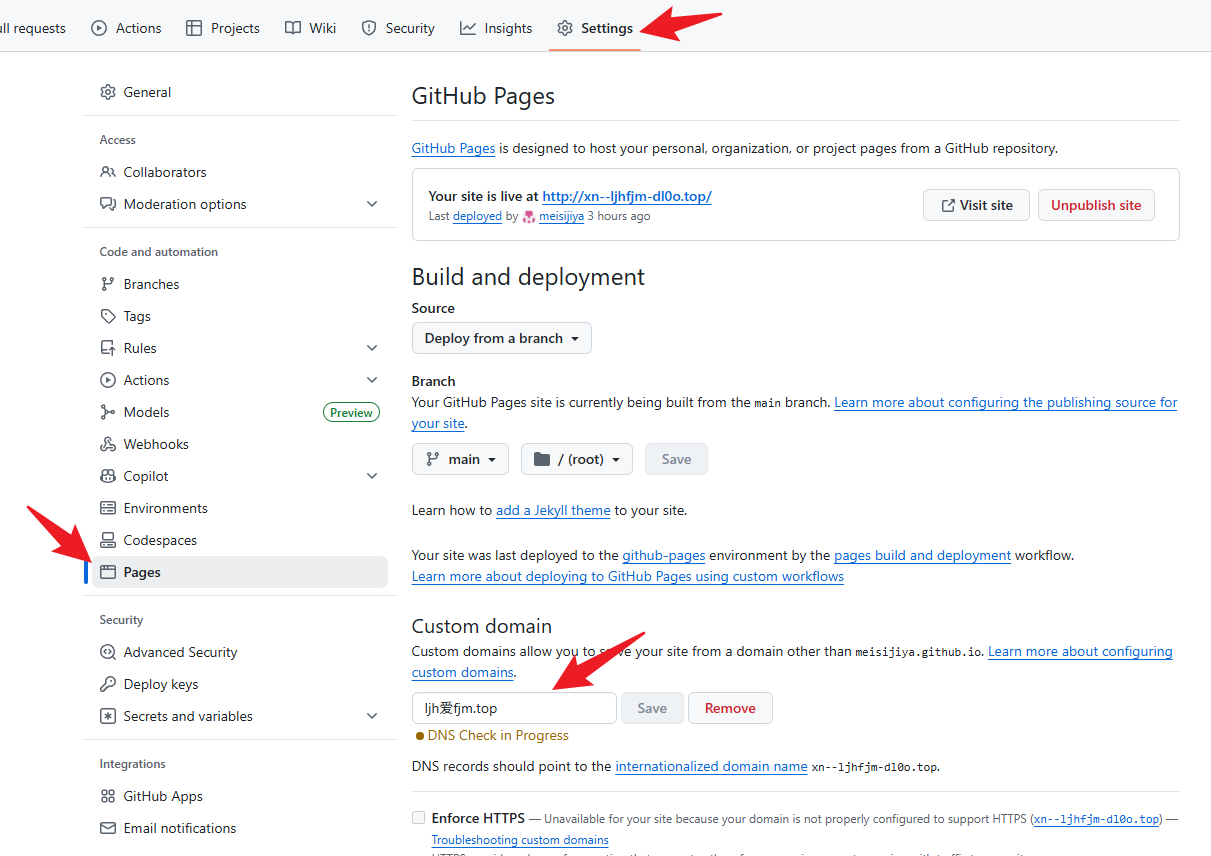 ull requests
Actions
Projects
Wiki
Security
Insights
Settings
General
Access
Collaborators
Moderation options
Code and automation
Branches
Tags
Rules
Actions
Models
Preview
Webhooks
Copilot
Environments
Codespaces
Pages
Security
Advanced Security
Deploy keys
Secrets and variables
Integrations
GitHub Apps
Email notifications
GitHub Pages
GitHub Pages is designed to host your personal, organization, or project pages from a GitHub repository.
Your site is live at http://xn--ljhfjm-dl0o.top/
Last deployed by meisijiya 3 hours ago
Visit site
Unpublish site
Build and deployment
Source
Deploy from a branch
Branch
Your GitHub Pages site is currently being built from the main branch. Learn more about configuring the publishing source for
your site.
main
/ (root)
Save
Learn how to add a Jekyll theme to your site.
Your site was last deployed to the github-pages environment by the pages build and deployment workflow.
Learn more about deploying to GitHub Pages using custom workflows
Custom domain
Custom domains allow you to serve your site from a domain other than meisijiya.github.io. Learn more about configuring
custom domains.
ljh爱fjm.top
Save
Remove
DNS Check in Progress
DNS records should point to the internationalized domain name xn--ljhfjm-dl0o.top.
Enforce HTTPS — Unavailable for your site because your domain is not properly configured to support HTTPS (xn--ljhfjm-dl0o.top) —
Troubleshooting custom domains